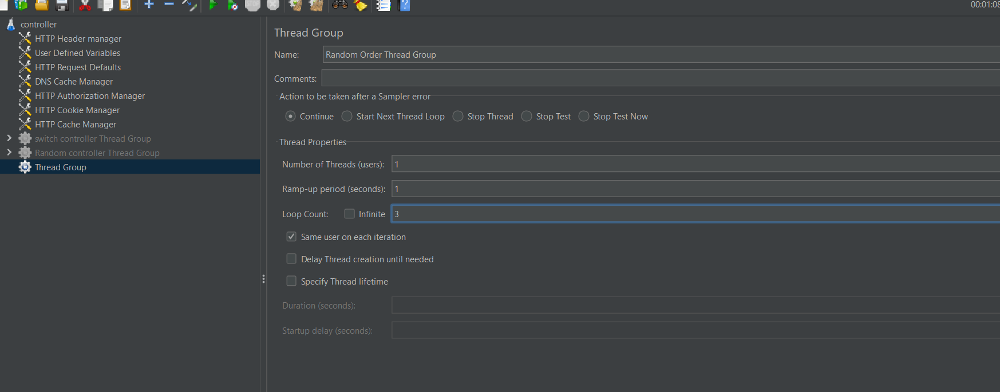 00:01:08
controller
HTTP Header manager
User Defined Variables
HTTP Request Defaults
DNS Cache Manager
HTTP Authorization Manager
HTTP Cookie Manager
HTTP Cache Manager
switch controller Thread Group
Random controller Thread Group
Thread Group
Thread Group
Name: Random Order Thread Group
Comments:
Action to be taken after a Sampler error
Continue Start Next Thread Loop Stop Thread Stop Test Stop Test Now
Thread Properties
Number of Threads (users): 1
Ramp-up period (seconds): 1
Loop Count: Infinite 3
Same user on each iteration
Delay Thread creation until needed
Specify Thread lifetime
Duration (seconds):
Startup delay (seconds):